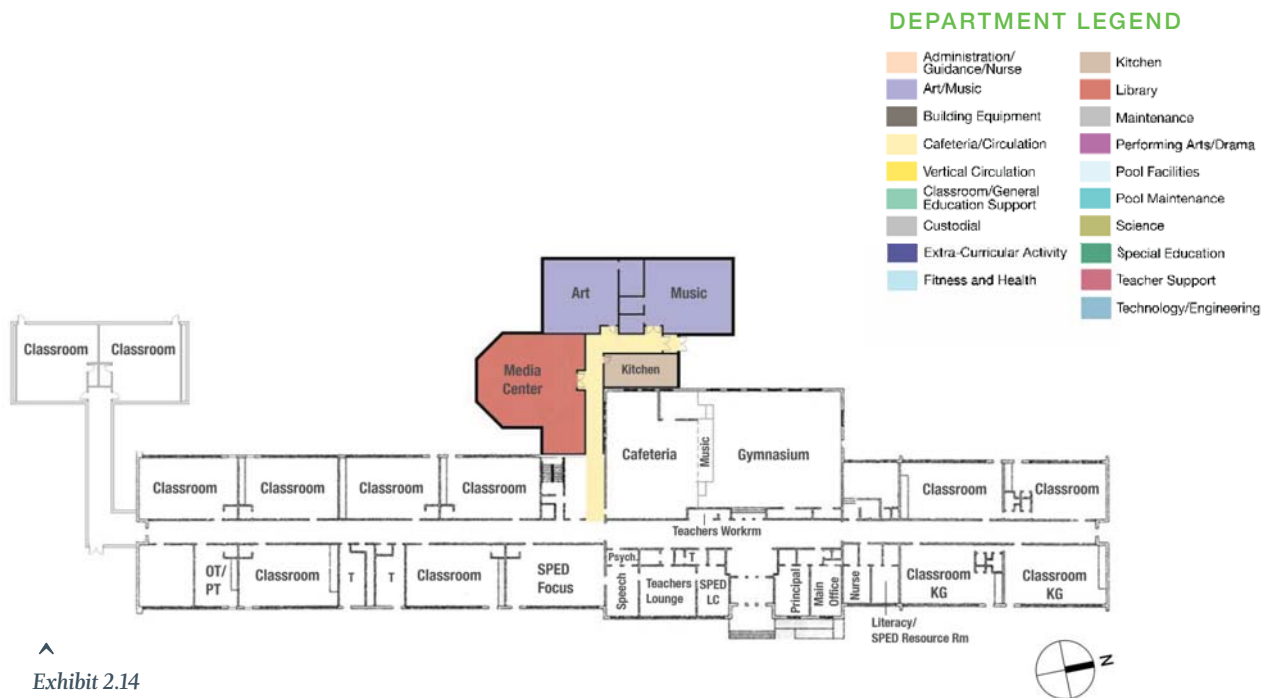 DEPARTMENT LEGEND
Administration/
Guidance/Nurse
Art/Music
Building Equipment
Cafeteria/Circulation
Vertical Circulation
Classroom/General
Education Support
Custodial
Extra-Curricular Activity
Fitness and Health
Kitchen
Library
Maintenance
Performing Arts/Drama
Pool Facilities
Pool Maintenance
Science
Special Education
Teacher Support
Technology/Engineering
Art
Music
Classroom
Classroom
Media
Center
Kitchen
Cafeteria
Music
Gymnasium
Classroom
Classroom
Classroom
Classroom
Classroom
Classroom
Teachers Workrm
OT/
PT
Classroom
T
T
Classroom
SPED
Focus
Psych.
Speech
T
Teachers
Lounge
SPED
LC
Principal
Main
Office
Nurse
Classroom
KG
Classroom
KG
Literacy/
SPED Resource Rm
N
Exhibit 2.14